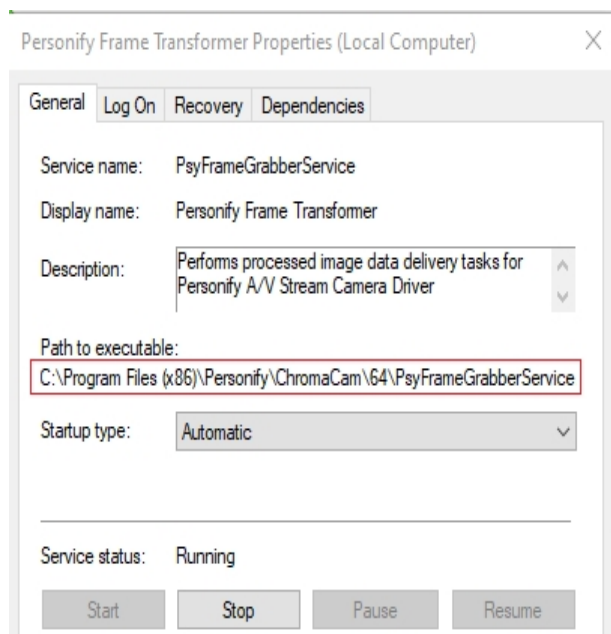 Personify Frame Transformer Properties (Local Computer)
General Log On Recovery Dependencies
Service name: PsyFrameGrabberService
Display name: Personify Frame Transformer
Description: Performs processed image data delivery tasks for
Personify A/V Stream Camera Driver
Path to executable:
C:\Program Files (x86)\Personify\ChromaCam\64\PsyFrameGrabberService
Startup type: Automatic
Service status: Running
Start Stop Pause Resume